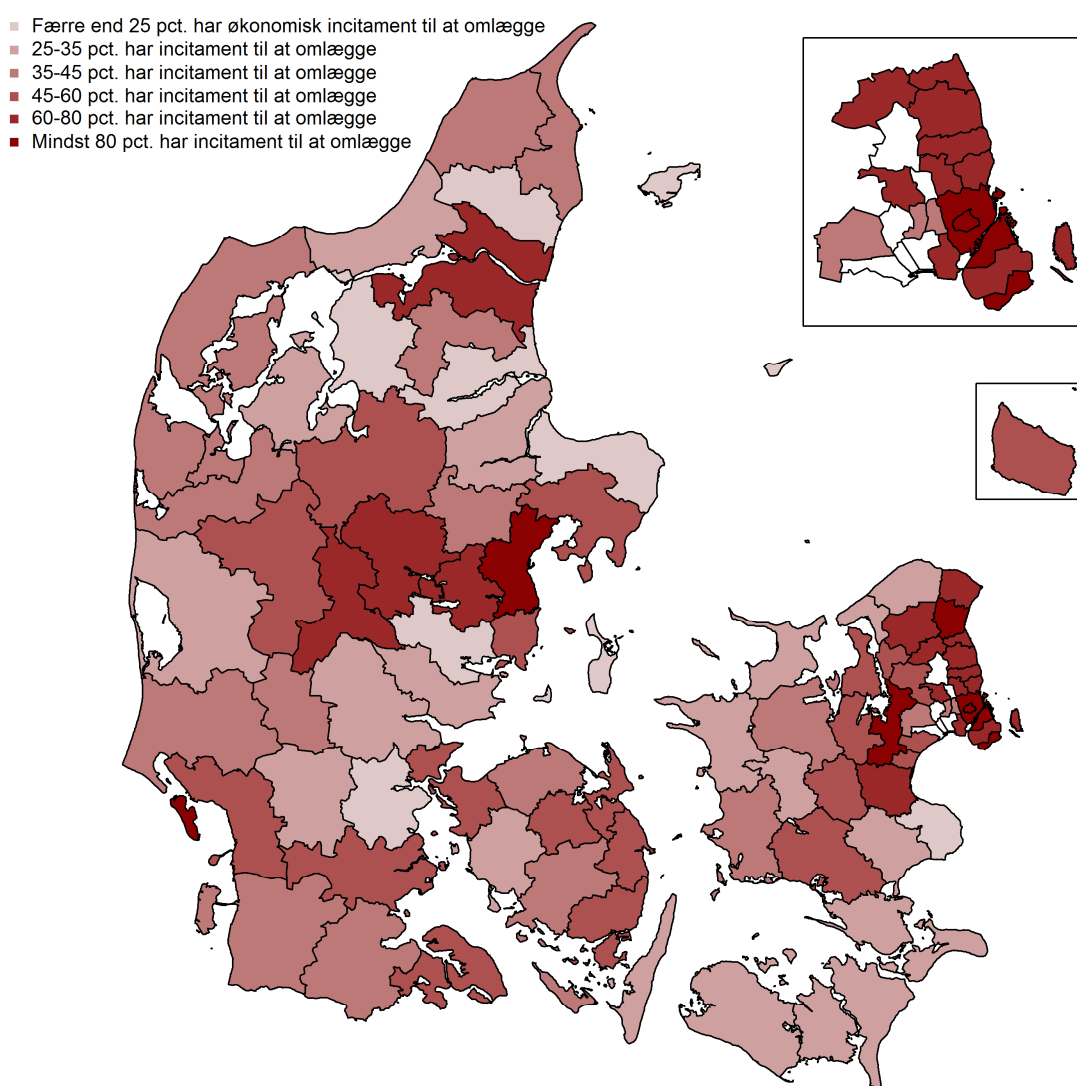 Færre end 25 pct. har økonomisk incitament til at omlægge
25-35 pct. har incitament til at omlægge
35-45 pct. har incitament til at omlægge
45-60 pct. har incitament til at omlægge
60-80 pct. har incitament til at omlægge
Mindst 80 pct. har incitament til at omlægge